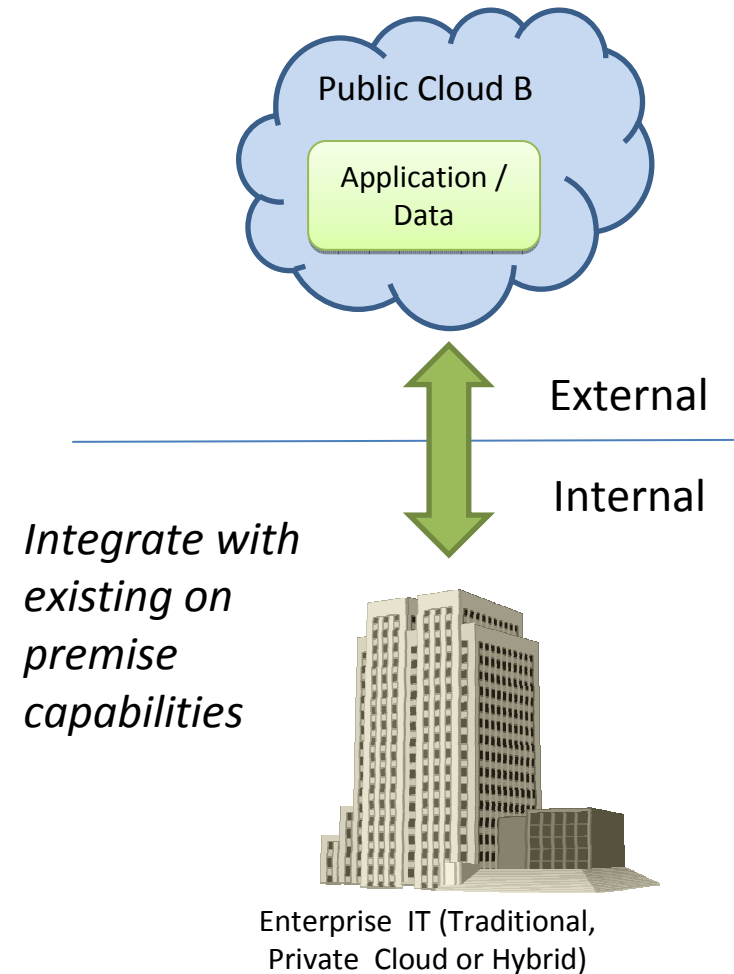 Public Cloud B
Application /
Data
External
Internal
Integrate with
existing on
premise
capabilities
Enterprise IT (Traditional,
Private Cloud or Hybrid)